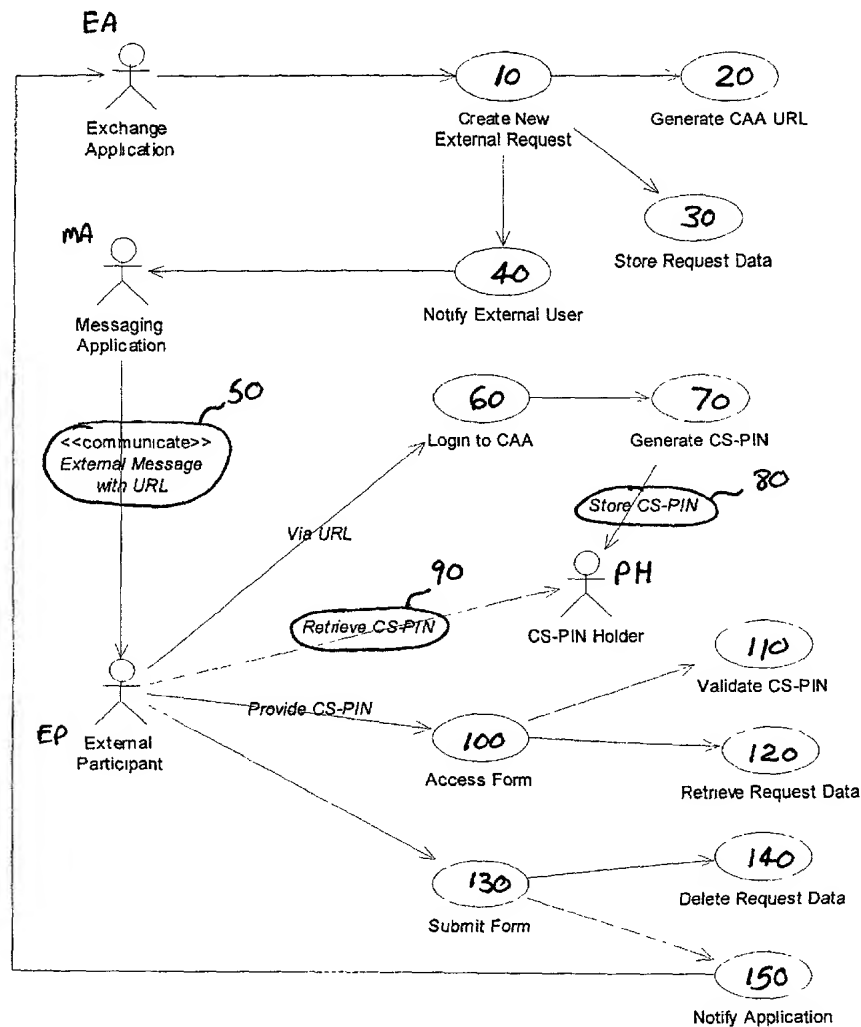 EA
10
20
Exchange
Application
Create New
External Request
Generate CAA URL
30
Store Request Data
MA
40
Messaging
Application
Notify External User
50
<<communicate>>
External Message
with URL
60
70
Login to CAA
Generate CS-PIN
80
Store CS-PIN
Via URL
90
Retrieve CS-PIN
PH
CS-PIN Holder
110
Validate CS-PIN
Provide CS-PIN
EP
External
Participant
100
Access Form
120
Retrieve Request Data
130
Submit Form
140
Delete Request Data
150
Notify Application